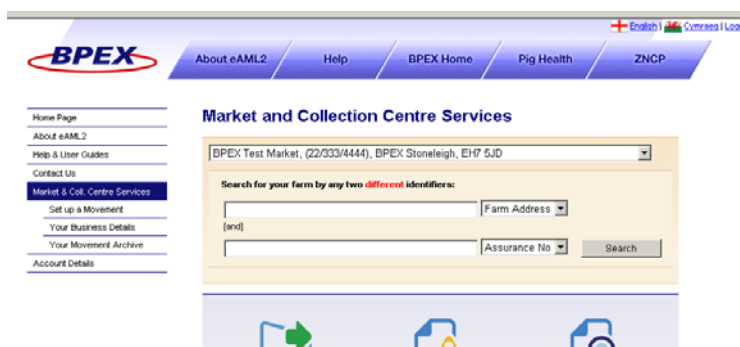 English | Cymraeg |
BPEX
About eAML2 Help BPEX Home Pig Health ZNCP
Home Page
About eAML2
Help & User Guides
Contact Us
Market & Coll. Centre Services
Set up a Movement
Your Business Details
Your Movement Archive
Account Details
Market and Collection Centre Services
BPEX Test Market, (22/333/4444), BPEX Stoneleigh, EH7 5JD
Search for your farm by any two different identifiers:
Farm Address
[and]
Assurance No Search